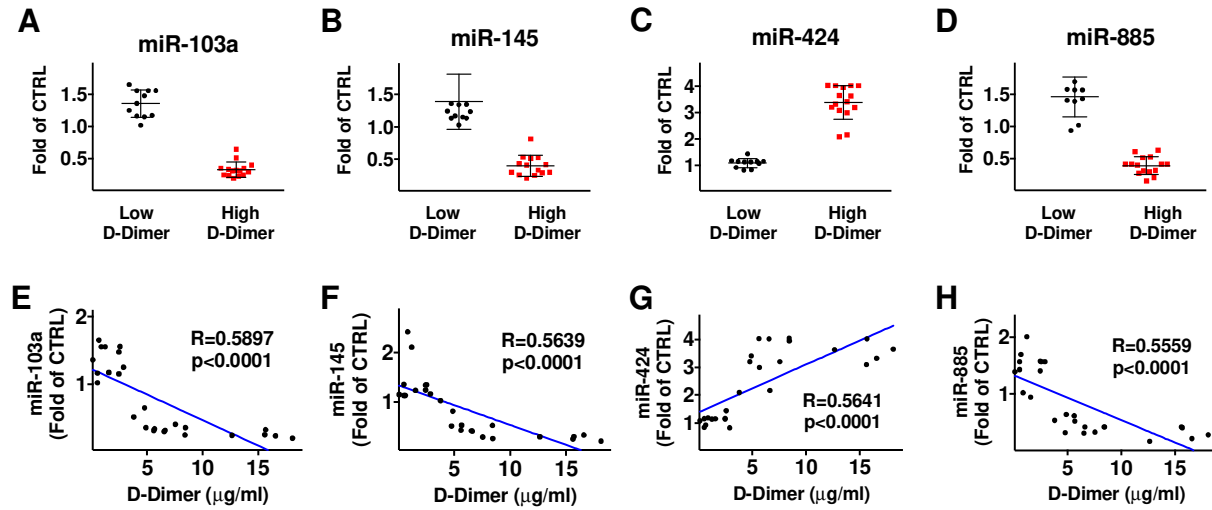 A
miR-103a
Fold of CTRL
1.5
1.0
0.5
Low
D-Dimer
High
D-Dimer
B
miR-145
Fold of CTRL
1.5
1.0
0.5
Low
D-Dimer
High
D-Dimer
C
miR-424
Fold of CTRL
4
3
2
1
Low
D-Dimer
High
D-Dimer
D
miR-885
Fold of CTRL
1.5
1.0
0.5
Low
D-Dimer
High
D-Dimer
E
miR-103a
(Fold of CTRL)
2
1
R=0.5897
p<0.0001
5
10
15
D-Dimer (μg/ml)
F
miR-145
(Fold of CTRL)
2
1
R=0.5639
p<0.0001
5
10
15
D-Dimer (μg/ml)
G
miR-424
(Fold of CTRL)
4
3
2
1
R=0.5641
p<0.0001
5
10
15
D-Dimer (μg/ml)
H
miR-885
(Fold of CTRL)
2
1
R=0.5559
p<0.0001
5
10
15
D-Dimer (μg/ml)